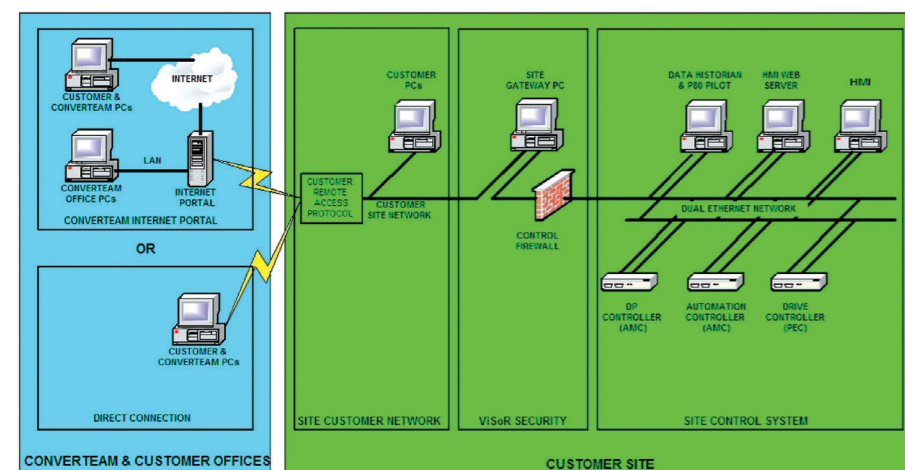 INTERNET
CUSTOMER &
CONVERTEAM PCs
LAN
CONVERTEAM
OFFICE PCs
INTERNET
PORTAL
CONVERTEAM INTERNET PORTAL
OR
CUSTOMER &
CONVERTEAM PCs
DIRECT CONNECTION
CONVERTEAM & CUSTOMER OFFICES
CUSTOMER
REMOTE
ACCESS
PROTOCOL
CUSTOMER
PCs
CUSTOMER
SITE NETWORK
SITE CUSTOMER NETWORK
SITE
GATEWAY PC
CONTROL
FIREWALL
ViSoR SECURITY
DATA HISTORIAN
& P80 PILOT
HMI WEB
SERVER
HMI
DUAL ETHERNET NETWORK
DP
CONTROLLER
(AMC)
AUTOMATION
CONTROLLER
(AMC)
DRIVE
CONTROLLER
(PEC)
SITE CONTROL SYSTEM
CUSTOMER SITE